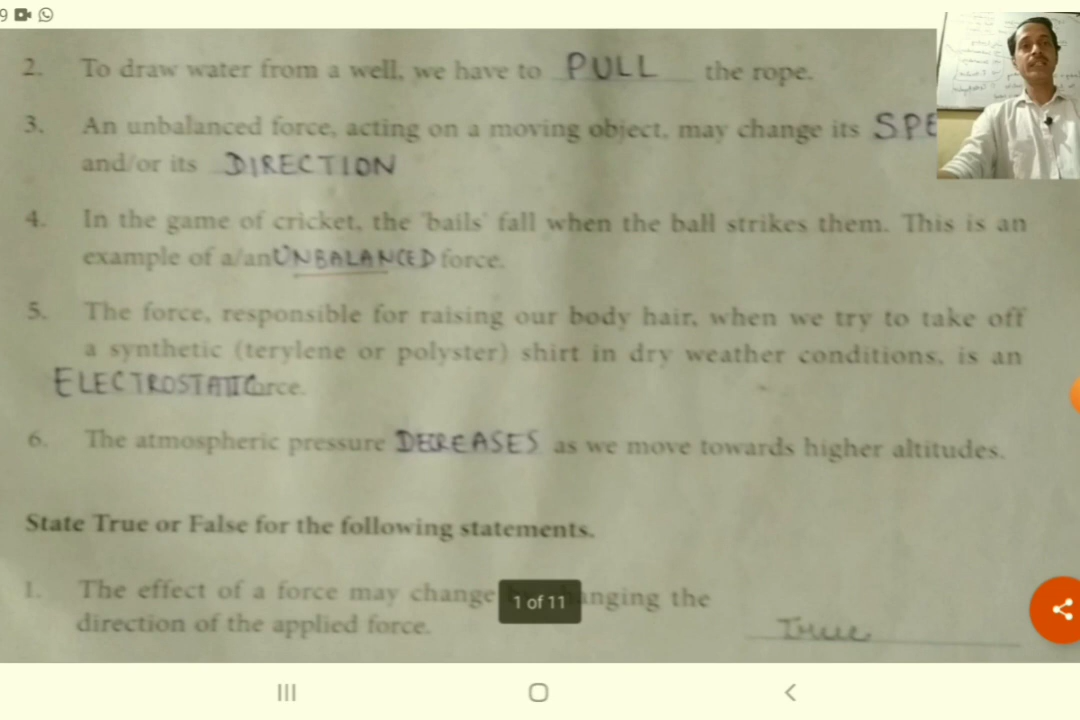 9
2. To draw water from a well, we have to PULL the rope.
3. An unbalanced force, acting on a moving object, may change its SPE
and/or its DIRECTION
4. In the game of cricket, the 'bails' fall when the ball strikes them. This is an
example of a/an UNBALANCED force.
5. The force, responsible for raising our body hair, when we try to take off
a synthetic (terylene or polyster) shirt in dry weather conditions, is an
ELECTROSTATIC orce.
6. The atmospheric pressure DECREASES as we move towards higher altitudes.
State True or False for the following statements.
1. The effect of a force may change anging the
1 of 11
direction of the applied force. True